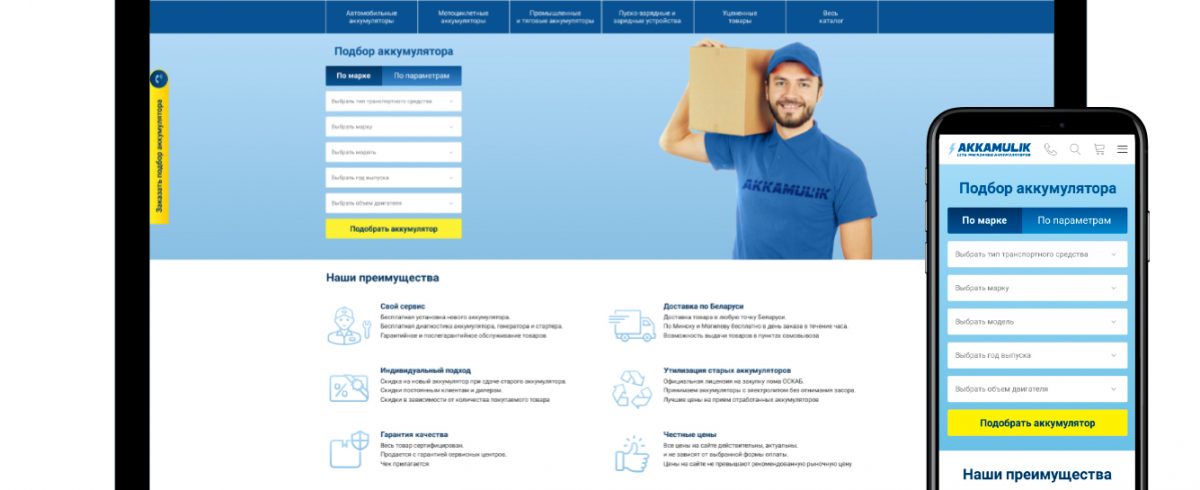 Автомобильные
аккумуляторы
Мотоциклетные
аккумуляторы
Промышленные
и тяговые аккумуляторы
Пуско-зарядные и
зарядные устройства
Уцененные
товары
Весь
каталог
Подбор аккумулятора
По марке
По параметрам
Выбрать тип транспортного средства
Выбрать марку
Выбрать модель
Выбрать год выпуска
Выбрать объем двигателя
Подобрать аккумулятор
Заказать подбор аккумулятора
AKKAMULIK
Наши преимущества
Свой сервис
Бесплатная установка нового аккумулятора.
Бесплатная диагностика аккумулятора, генератора и стартера.
Гарантийное и послегарантийное обслуживание товаров
Доставка по Беларуси
Доставка товара в любую точку Беларуси.
По Минску и Могилеву бесплатно в день заказа в течение часа.
Возможность выдачи товаров в пунктах самовывоза
Индивидуальный подход
Скидка на новый аккумулятор при сдаче старого аккумулятора.
Скидки постоянным клиентам и дилерам.
Скидки в зависимости от количества покупаемого товара
Утилизация старых аккумуляторов
Официальная лицензия на закупку лома ОСКАБ.
Принимаем аккумуляторы с электролитом без отнимания засора.
Лучшие цены на прием отработанных аккумуляторов
Гарантия качества
Весь товар сертифицирован.
Продается с гарантией сервисных центров.
Чек прилагается
Честные цены
Все цены на сайте действительны, актуальны,
и не зависят от выбранной формы оплаты.
Цены на сайте не превышают рекомендованную рыночную цену
AKKAMULIK
СЕТЬ МАГАЗИНОВ АККУМУЛЯТОРОВ
Подбор аккумулятора
По марке
По параметрам
Выбрать тип транспортного средства
Выбрать марку
Выбрать модель
Выбрать год выпуска
Выбрать объем двигателя
Подобрать аккумулятор
Наши преимущества